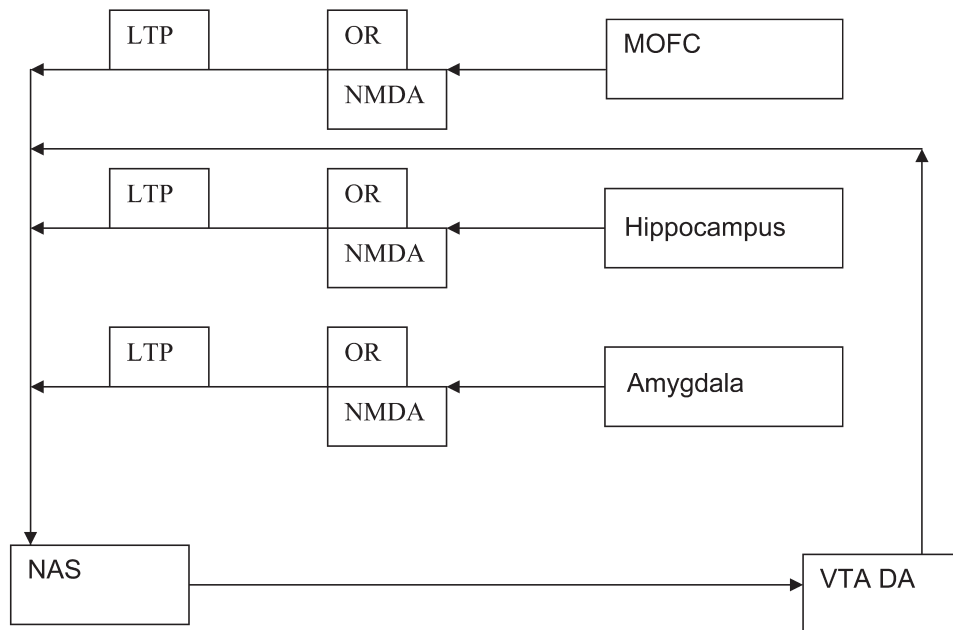 LTP
OR
MOFC
NMDA
LTP
OR
Hippocampus
NMDA
LTP
OR
Amygdala
NMDA
NAS
VTA DA